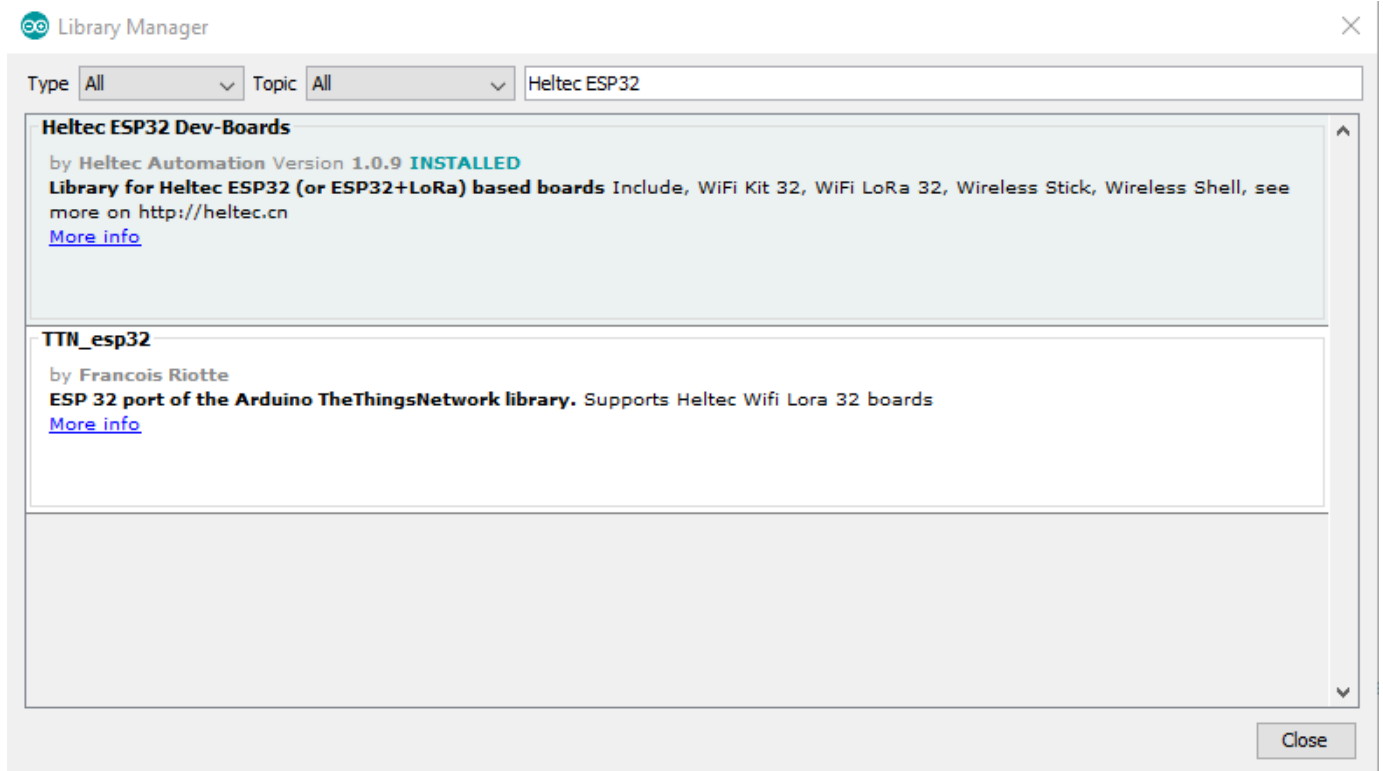 Library Manager
Type All Topic All Heltec ESP32
Heltec ESP32 Dev-Boards
by Heltec Automation Version 1.0.9 INSTALLED
Library for Heltec ESP32 (or ESP32+LoRa) based boards Include, WiFi Kit 32, WiFi LoRa 32, Wireless Stick, Wireless Shell, see
more on http://heltec.cn
More info
TTN_esp32
by Francois Riotte
ESP 32 port of the Arduino TheThingsNetwork library. Supports Heltec Wifi Lora 32 boards
More info
Close